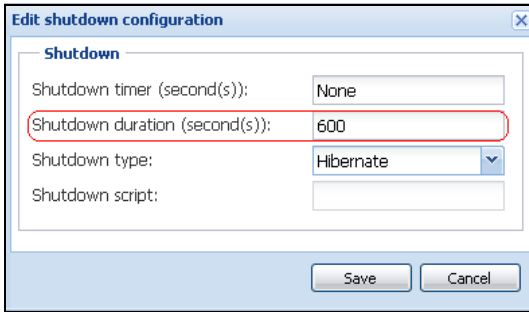 Edit shutdown configuration
Shutdown
Shutdown timer (second(s)): None
Shutdown duration (second(s)): 600
Shutdown type: Hibernate
Shutdown script:
Save Cancel